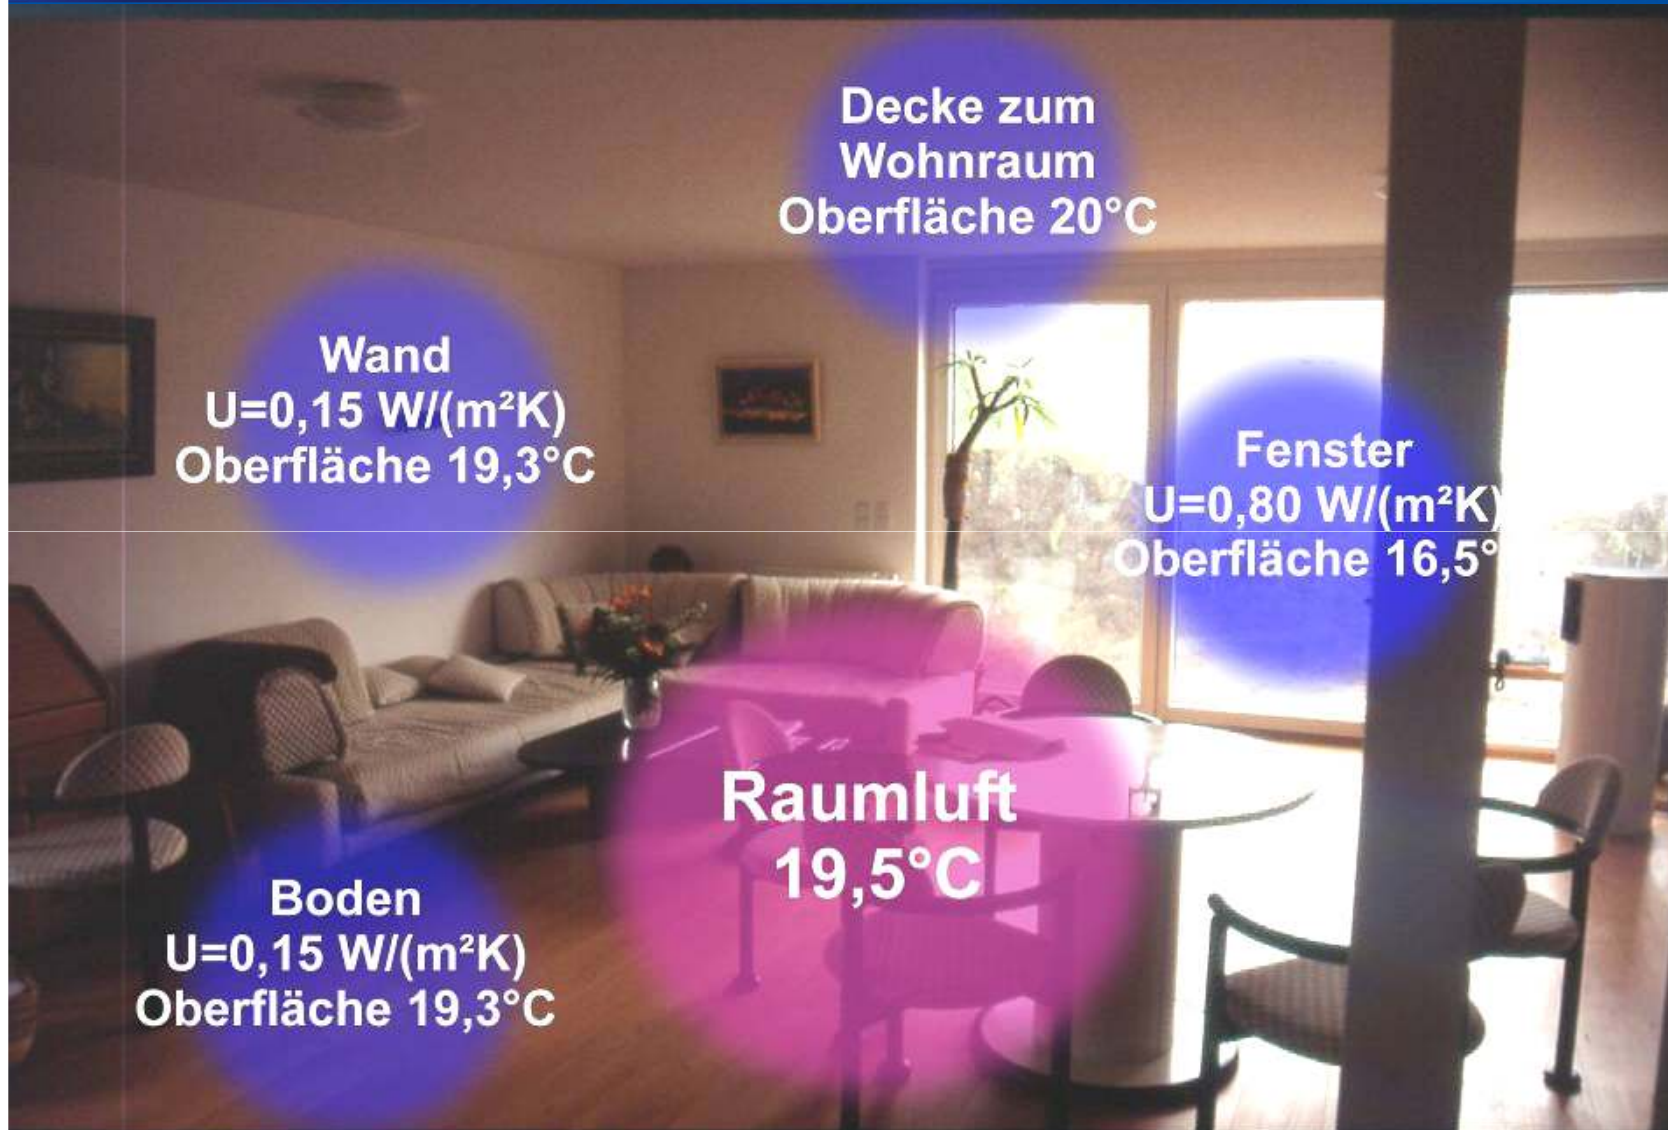 Decke zum
Wohnraum
Oberfläche 20°C
Wand
U=0,15 W/(m²K)
Oberfläche 19,3°C
Fenster
U=0,80 W/(m²K)
Oberfläche 16,5°
Raumluft
19,5°C
Boden
U=0,15 W/(m²K)
Oberfläche 19,3°C